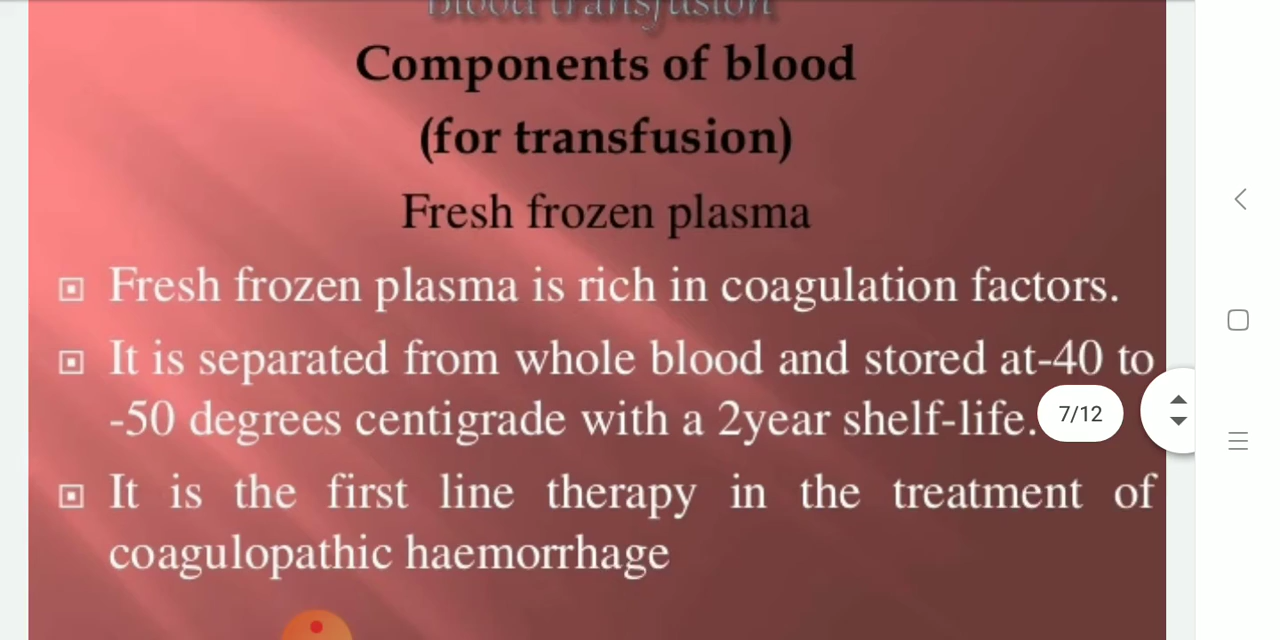 Blood transfusion
Components of blood
(for transfusion)
Fresh frozen plasma
Fresh frozen plasma is rich in coagulation factors.
It is separated from whole blood and stored at-40 to
-50 degrees centigrade with a 2year shelf-life.
7/12
It is the first line therapy in the treatment of
coagulopathic haemorrhage